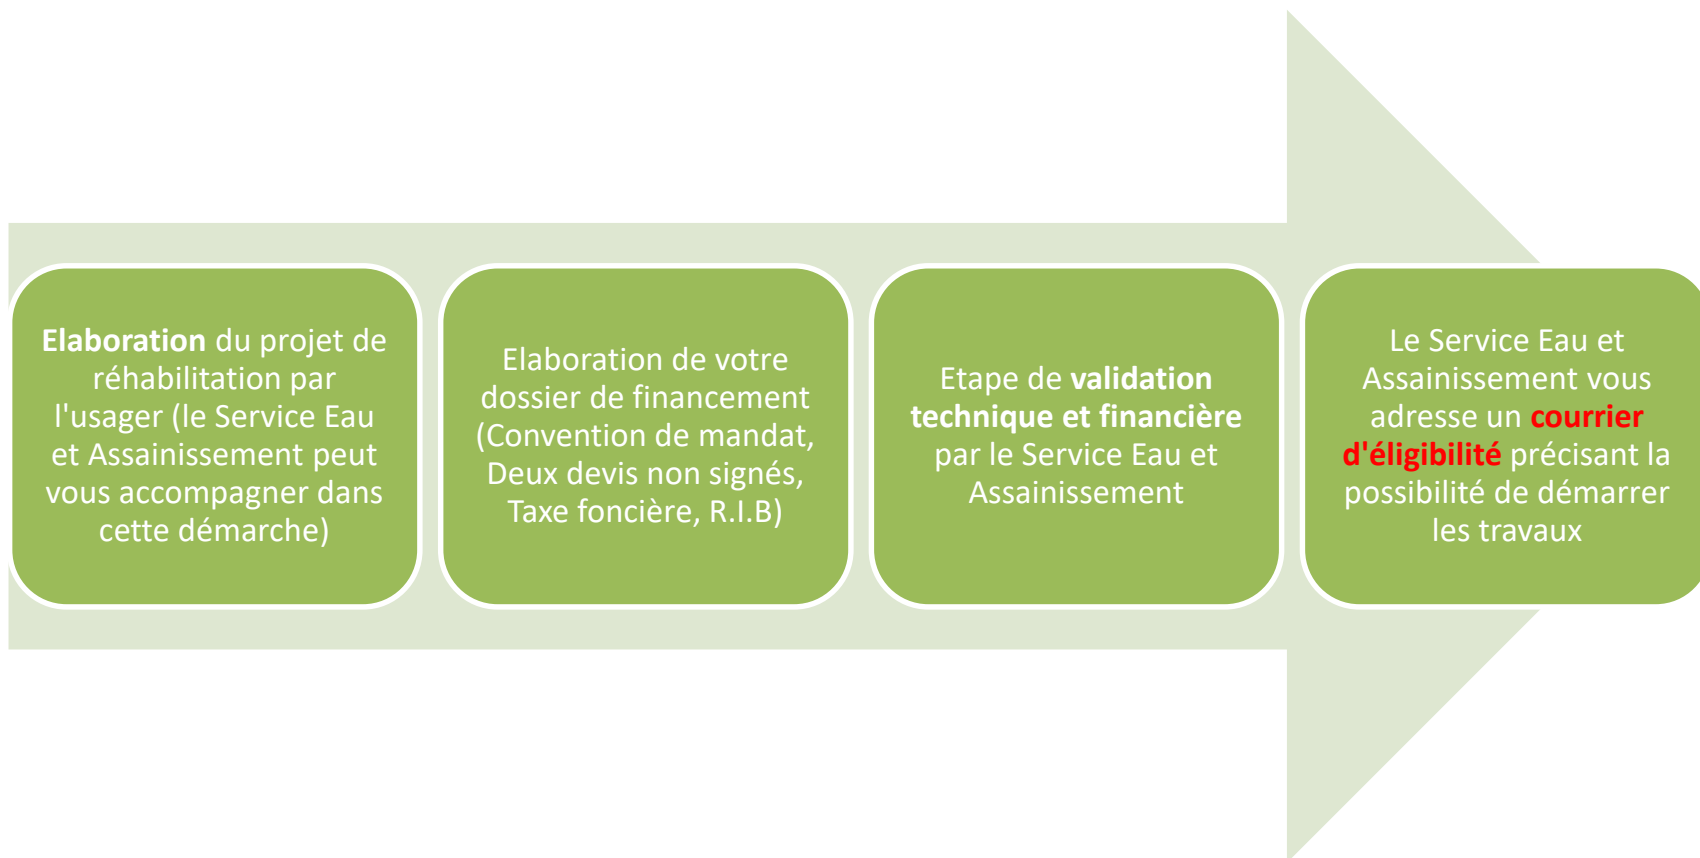 Elaboration du projet de
réhabilitation par
l'usager (le Service Eau
et Assainissement peut
vous accompagner dans
cette démarche)
Elaboration de votre
dossier de financement
(Convention de mandat,
Deux devis non signés,
Taxe foncière, R.I.B)
Etape de validation
technique et financière
par le Service Eau et
Assainissement
Le Service Eau et
Assainissement vous
adresse un courrier
d'éligibilité précisant la
possibilité de démarrer
les travaux